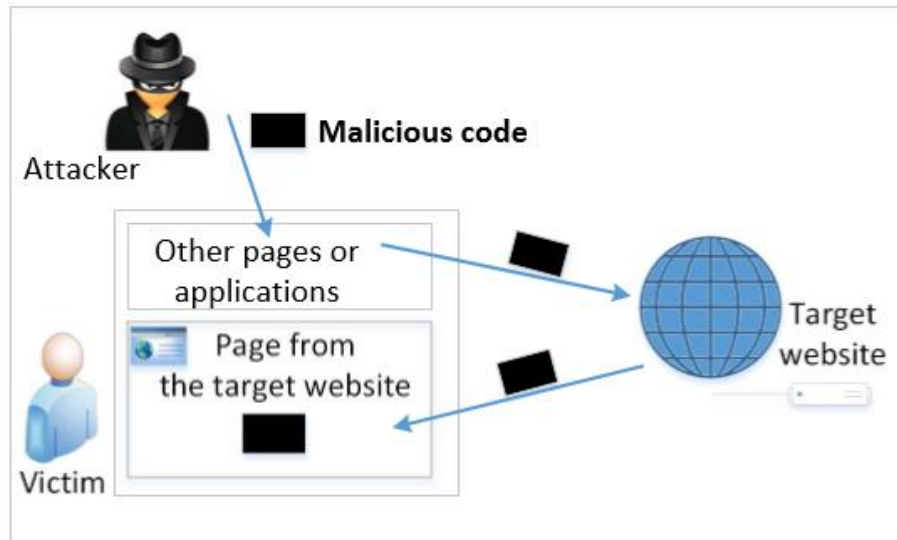 Malicious code
Attacker
Other pages or
applications
Page from
the target website
Target
website
Victim